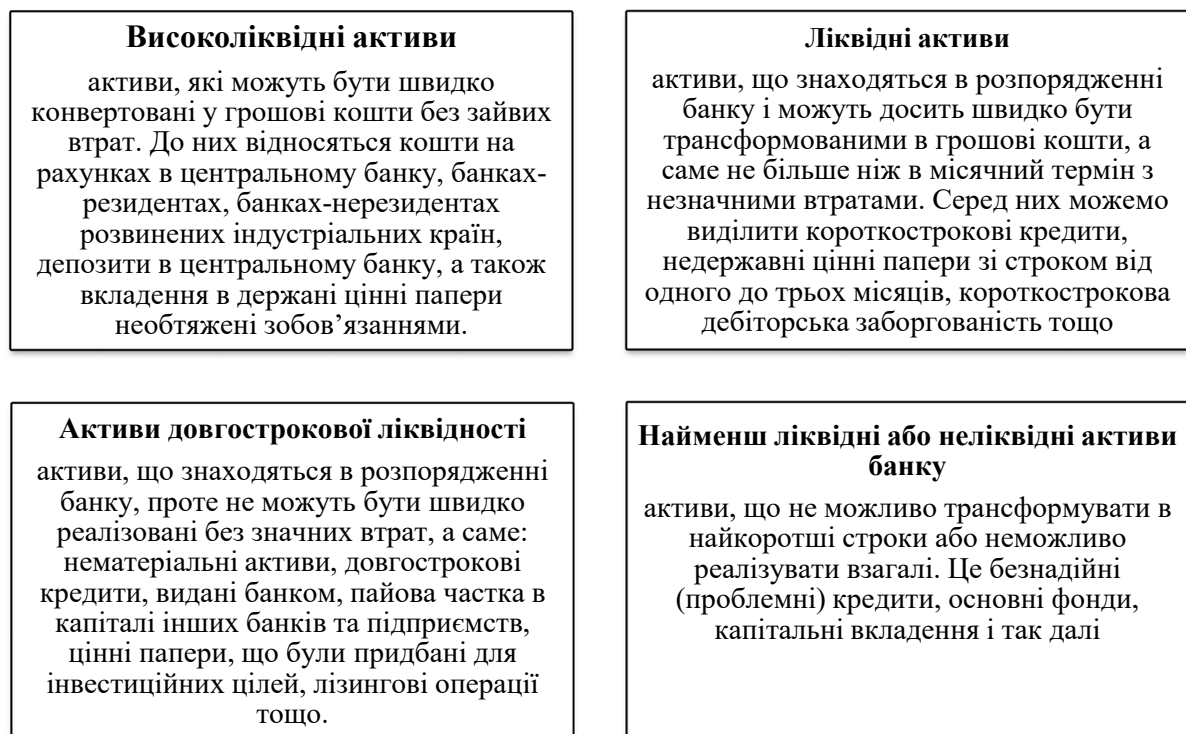 Високоліквідні активи
активи, які можуть бути швидко
конвертовані у грошові кошти без зайвих
втрат. До них відносяться кошти на
рахунках в центральному банку, банках-
резидентах, банках-нерезидентах
розвинених індустріальних країн,
депозити в центральному банку, а також
вкладення в держані цінні папери
необтяжені зобов’язаннями.
Ліквідні активи
активи, що знаходяться в розпорядженні
банку і можуть досить швидко бути
трансформованими в грошові кошти, а
саме не більше ніж в місячний термін з
незначними втратами. Серед них можемо
виділити короткострокові кредити,
недержавні цінні папери зі строком від
одного до трьох місяців, короткострокова
дебіторська заборгованість тощо
Активи довгострокової ліквідності
активи, що знаходяться в розпорядженні
банку, проте не можуть бути швидко
реалізовані без значних втрат, а саме:
нематеріальні активи, довгострокові
кредити, видані банком, пайова частка в
капіталі інших банків та підприємств,
цінні папери, що були придбані для
інвестиційних цілей, лізингові операції
тощо.
Найменш ліквідні або неліквідні активи
банку
активи, що не можливо трансформувати в
найкоротші строки або неможливо
реалізувати взагалі. Це безнадійні
(проблемні) кредити, основні фонди,
капітальні вкладення і так далі